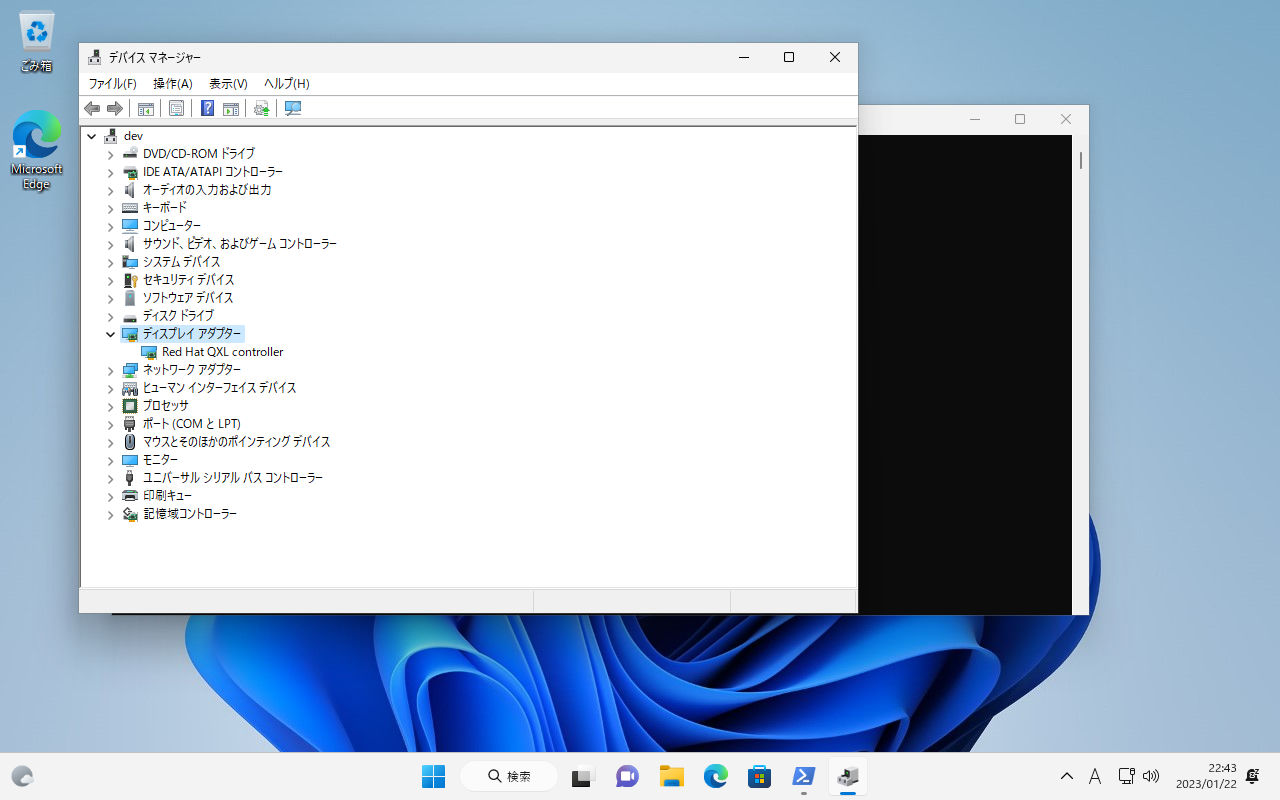 ごみ箱
Microsoft
Edge
デバイス マネージャー
ファイル(F) 操作(A) 表示(V) ヘルプ(H)
dev
DVD/CD-ROM ドライブ
IDE ATA/ATAPI コントローラー
オーディオの入力および出力
キーボード
コンピューター
サウンド、ビデオ、およびゲーム コントローラー
システム デバイス
セキュリティ デバイス
ソフトウェア デバイス
ディスク ドライブ
ディスプレイ アダプター
Red Hat QXL controller
ネットワーク アダプター
ヒューマン インターフェイス デバイス
プロセッサ
ポート (COM と LPT)
マウスとそのほかのポインティング デバイス
モニター
ユニバーサル シリアル バス コントローラー
印刷キュー
記憶域コントローラー
検索
A
22:43
2023/01/22